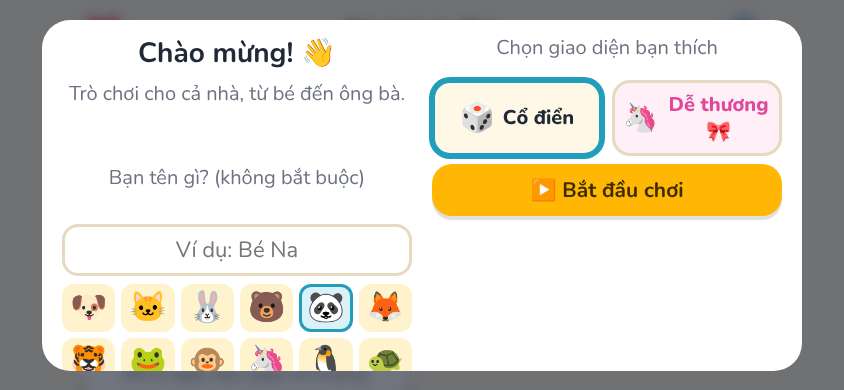 Chào mừng! 👋
Trò chơi cho cả nhà, từ bé đến ông bà.
Bạn tên gì? (không bắt buộc)
Ví dụ: Bé Na
Chọn giao diện bạn thích
Cổ điển
Dễ thương
Bắt đầu chơi